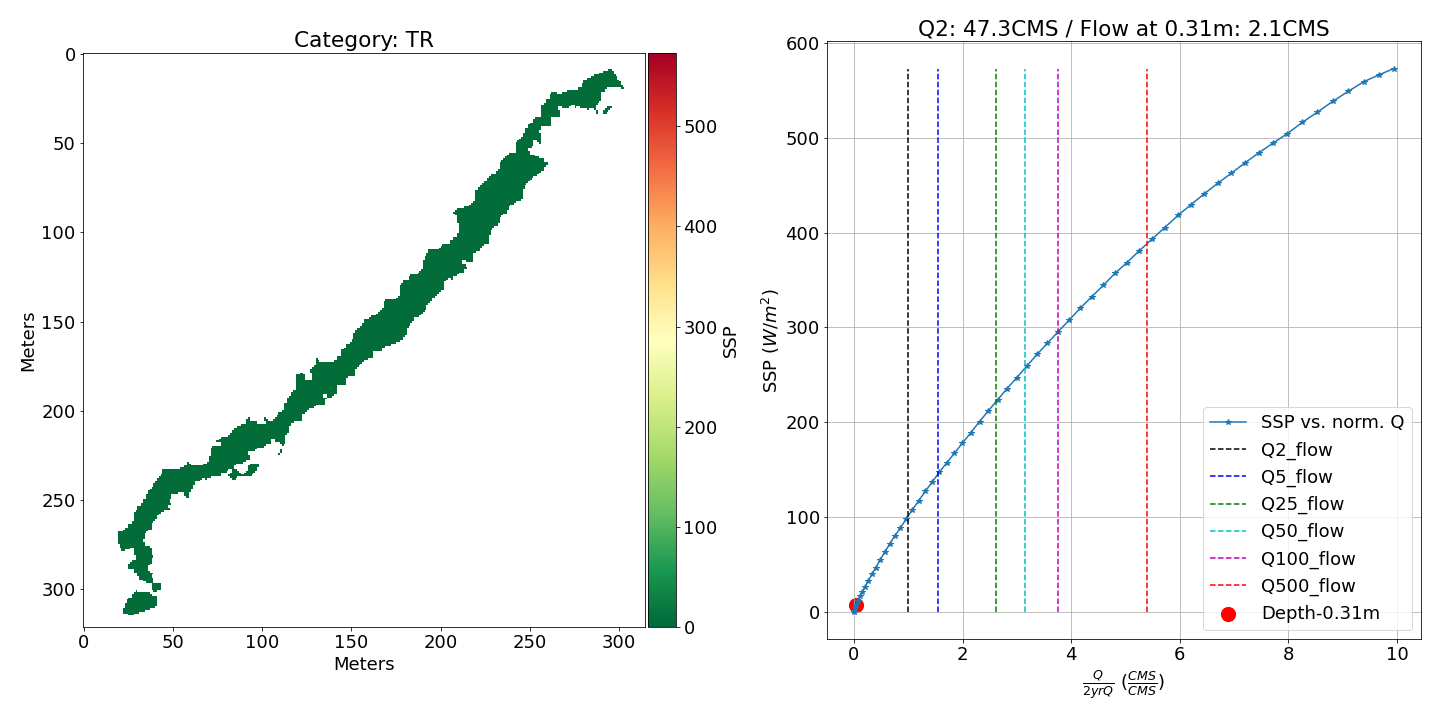 Category: TR
0
50
100
150
200
250
300
Meters
0
50
100
150
200
250
300
Meters
500
400
300
200
100
0
SSP
Q2: 47.3CMS / Flow at 0.31m: 2.1CMS
600
500
400
300
200
100
0
SSP (W/m²)
0
2
4
6
8
10
Q/2yrQ (CMS/CMS)
SSP vs. norm. Q
Q2_flow
Q5_flow
Q25_flow
Q50_flow
Q100_flow
Q500_flow
Depth-0.31m